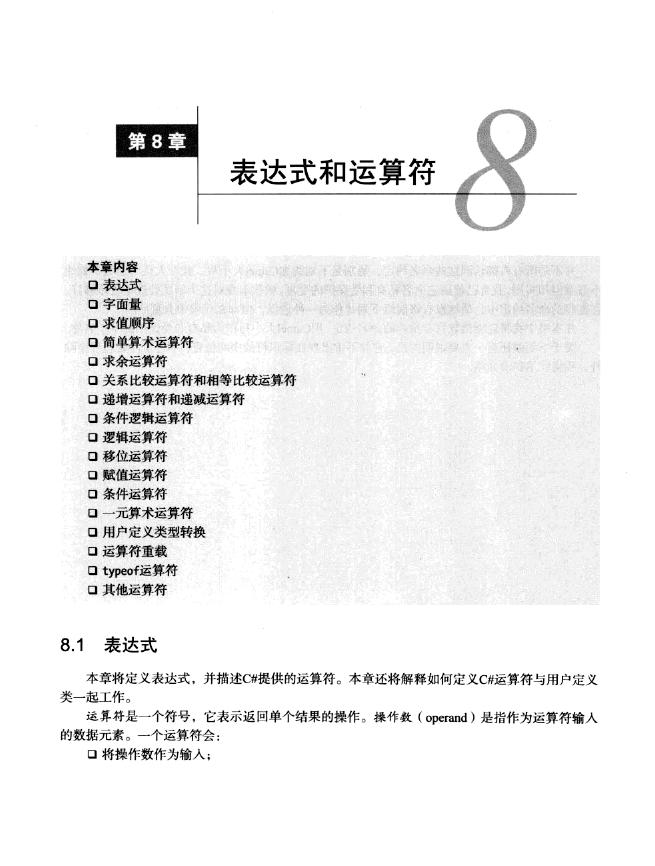 第8章
表达式和运算符
8
本章内容
❑ 表达式
❑ 字面量
❑ 求值顺序
❑ 简单算术运算符
❑ 求余运算符
❑ 关系比较运算符和相等比较运算符
❑ 递增运算符和递减运算符
❑ 条件逻辑运算符
❑ 逻辑运算符
❑ 移位运算符
❑ 赋值运算符
❑ 条件运算符
❑ 一元算术运算符
❑ 用户定义类型转换
❑ 运算符重载
❑ typeof运算符
❑ 其他运算符
8.1 表达式
本章将定义表达式，并描述C#提供的运算符。本章还将解释如何定义C#运算符与用户定义
类一起工作。
运算符是一个符号，它表示返回单个结果的操作。操作数（operand）是指作为运算符输入
的数据元素。一个运算符会：
❑ 将操作数作为输入；